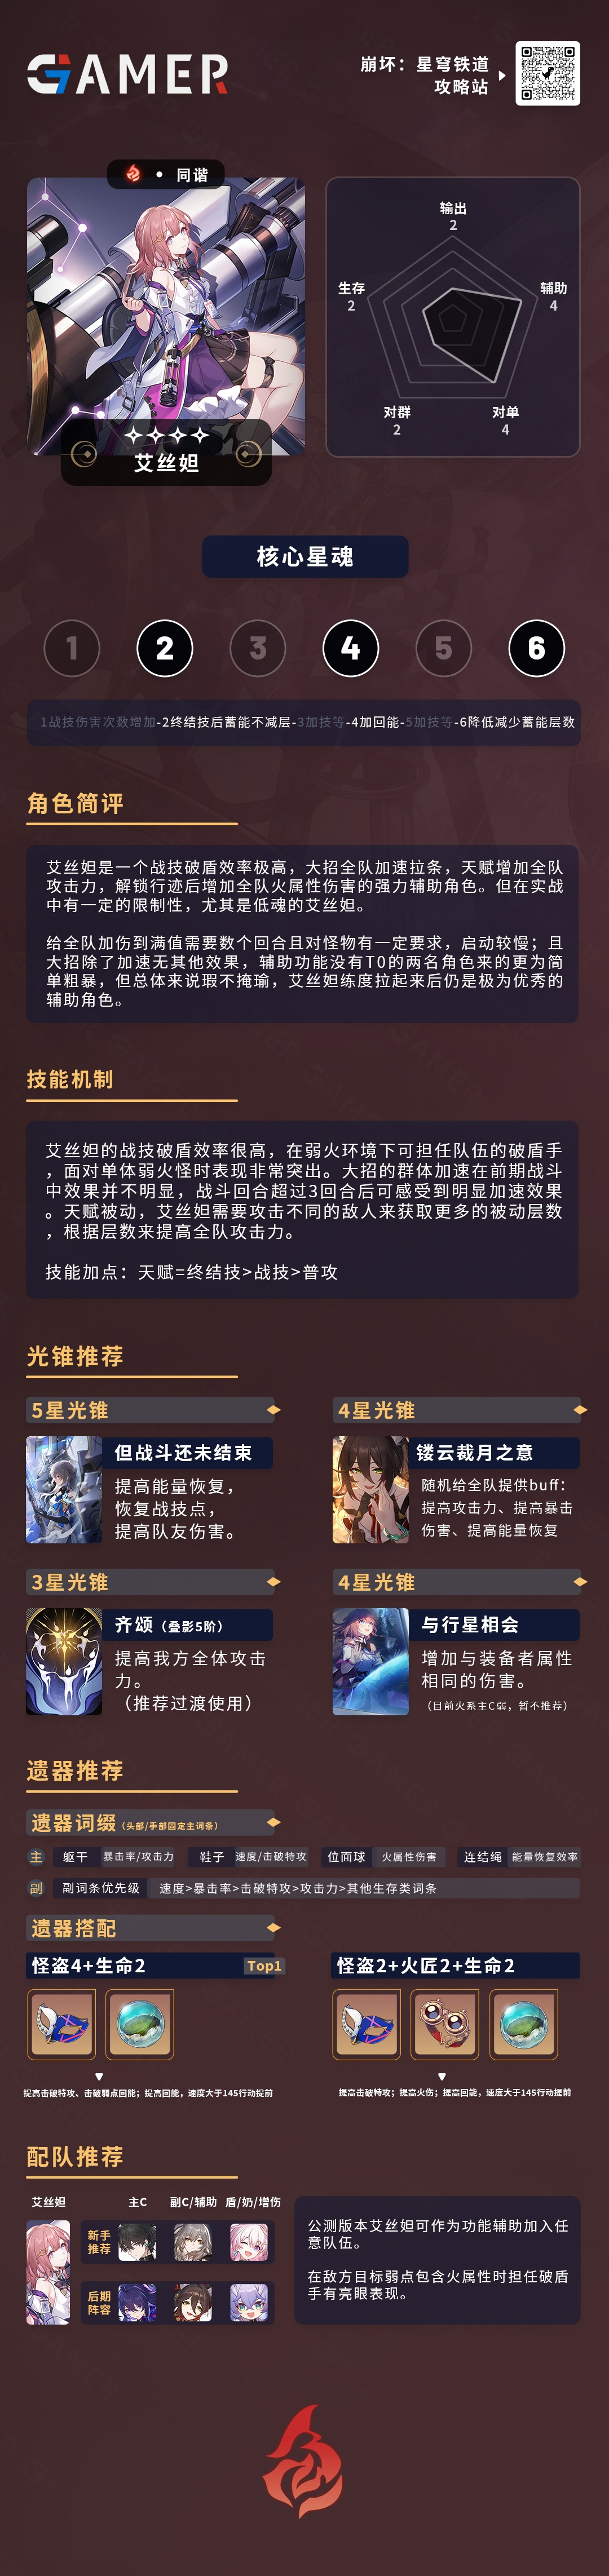 GAMER
崩坏：星穹铁道
攻略站
同谐
艾丝妲
输出
2
生存
2
辅助
4
对群
2
对单
4
核心星魂
1 2 3 4 5 6
1战技伤害次数增加-2终结技后蓄能不减层-3加技等-4加回能-5加技等-6降低减少蓄能层数
角色简评
艾丝妲是一个战技破盾效率极高，大招全队加速拉条，天赋增加全队
攻击力，解锁行迹后增加全队火属性伤害的强力辅助角色。但在实战
中有一定的限制性，尤其是低魂的艾丝妲。
给全队加伤到满值需要数个回合且对怪物有一定要求，启动较慢；且
大招除了加速无其他效果，辅助功能没有T0的两名角色来的更为简
单粗暴，但总体来说瑕不掩瑜，艾丝妲练度拉起来后仍是极为优秀的
辅助角色。
技能机制
艾丝妲的战技破盾效率很高，在弱火环境下可担任队伍的破盾手
，面对单体弱火怪时表现非常突出。大招的群体加速在前期战斗
中效果并不明显，战斗回合超过3回合后可感受到明显加速效果
。天赋被动，艾丝妲需要攻击不同的敌人来获取更多的被动层数
，根据层数来提高全队攻击力。
技能加点：天赋=终结技>战技>普攻
光锥推荐
5星光锥
但战斗还未结束
提高能量恢复，
恢复战技点，
提高队友伤害。
4星光锥
镂云裁月之意
随机给全队提供buff：
提高攻击力、提高暴击
伤害、提高能量恢复
3星光锥
齐颂（叠影5阶）
提高我方全体攻击
力。
（推荐过渡使用）
4星光锥
与行星相会
增加与装备者属性
相同的伤害。
（目前火系主C弱，暂不推荐）
遗器推荐
遗器词缀（头部/手部固定主词条）
主 躯干 暴击率/攻击力 鞋子 速度/击破特攻 位面球 火属性伤害 连结绳 能量恢复效率
副 副词条优先级 速度>暴击率>击破特攻>攻击力>其他生存类词条
遗器搭配
怪盗4+生命2 Top1
提高击破特攻、击破弱点回能；提高回能，速度大于145行动提前
怪盗2+火匠2+生命2
提高击破特攻；提高火伤；提高回能，速度大于145行动提前
配队推荐
艾丝妲 主C 副C/辅助 盾/奶/增伤
新手
推荐
后期
阵容
公测版本艾丝妲可作为功能辅助加入任
意队伍。
在敌方目标弱点包含火属性时担任破盾
手有亮眼表现。